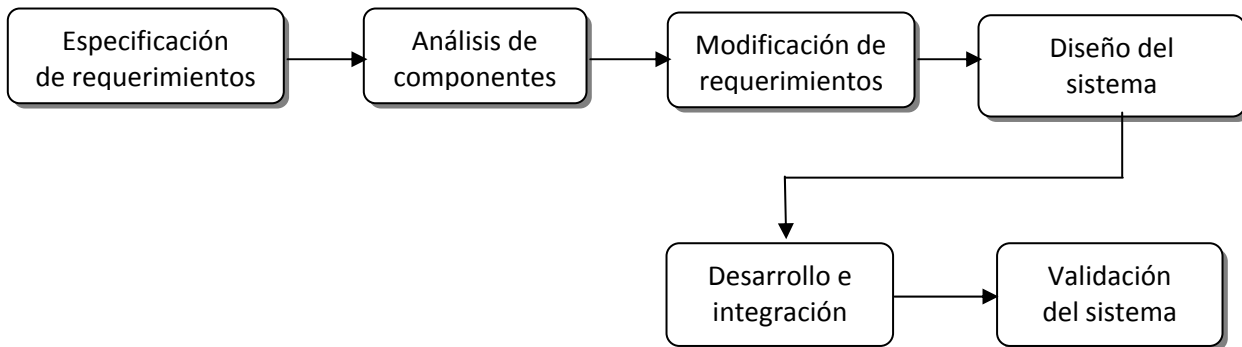 Especificación
de requerimientos
Análisis de
componentes
Modificación de
requerimientos
Diseño del
sistema
Desarrollo e
integración
Validación
del sistema